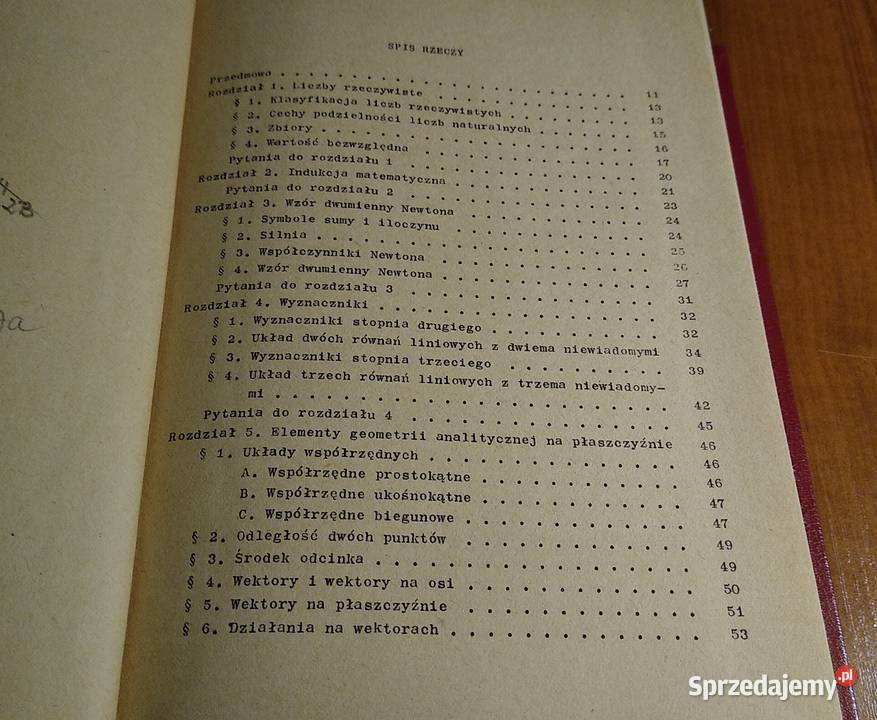 SPIS RZECZY
Przedmowa . . . . . . . . . . . . . . . 11
Rozdział 1. Liczby rzeczywiste . . . . . . . . . 13
§ 1. Klasyfikacja liczb rzeczywistych . . . . . . 13
§ 2. Cechy podzielności liczb naturalnych . . . . . 15
§ 3. Zbiory . . . . . . . . . . . . . . . 16
§ 4. Wartość bezwzględna . . . . . . . . . . 17
Pytania do rozdziału 1 . . . . . . . . . . . 20
Rozdział 2. Indukcja matematyczna . . . . . . . . 21
Pytania do rozdziału 2 . . . . . . . . . . . 23
Rozdział 3. Wzór dwumienny Newtona . . . . . . . . 24
§ 1. Symbole sumy i iloczynu . . . . . . . . . 24
§ 2. Silnia . . . . . . . . . . . . . . . 25
§ 3. Współczynniki Newtona . . . . . . . . . . 26
§ 4. Wzór dwumienny Newtona . . . . . . . . . . 27
Pytania do rozdziału 3 . . . . . . . . . . . 31
Rozdział 4. Wyznaczniki . . . . . . . . . . . . 32
§ 1. Wyznaczniki stopnia drugiego . . . . . . . . 32
§ 2. Układ dwóch równań liniowych z dwiema niewiadomymi 34
§ 3. Wyznaczniki stopnia trzeciego . . . . . . . 39
§ 4. Układ trzech równań liniowych z trzema niewiadomy-
mi . . . . . . . . . . . . . . . . . 42
Pytania do rozdziału 4 . . . . . . . . . . . 45
Rozdział 5. Elementy geometrii analitycznej na płaszczyźnie 46
§ 1. Układy współrzędnych . . . . . . . . . . 46
A. Współrzędne prostokątne . . . . . . . . . 46
B. Współrzędne ukośnokątne . . . . . . . . . 47
C. Współrzędne biegunowe . . . . . . . . . . 47
§ 2. Odległość dwóch punktów . . . . . . . . . 49
§ 3. Środek odcinka . . . . . . . . . . . . 49
§ 4. Wektory i wektory na osi . . . . . . . . . 50
§ 5. Wektory na płaszczyźnie . . . . . . . . . 51
§ 6. Działania na wektorach . . . . . . . . . . 53
Sprzedajemy.pl